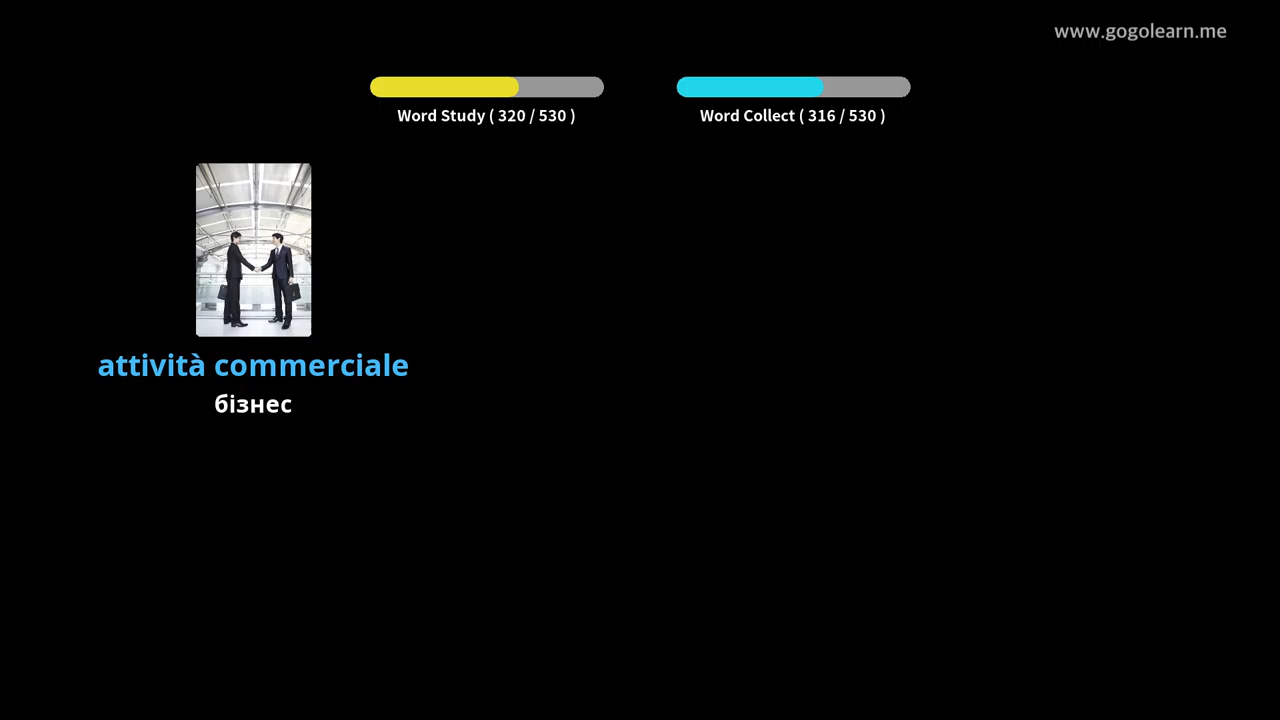 www.gogolearn.me
Word Study ( 320 / 530 )
Word Collect ( 316 / 530 )
attività commerciale
бізнес